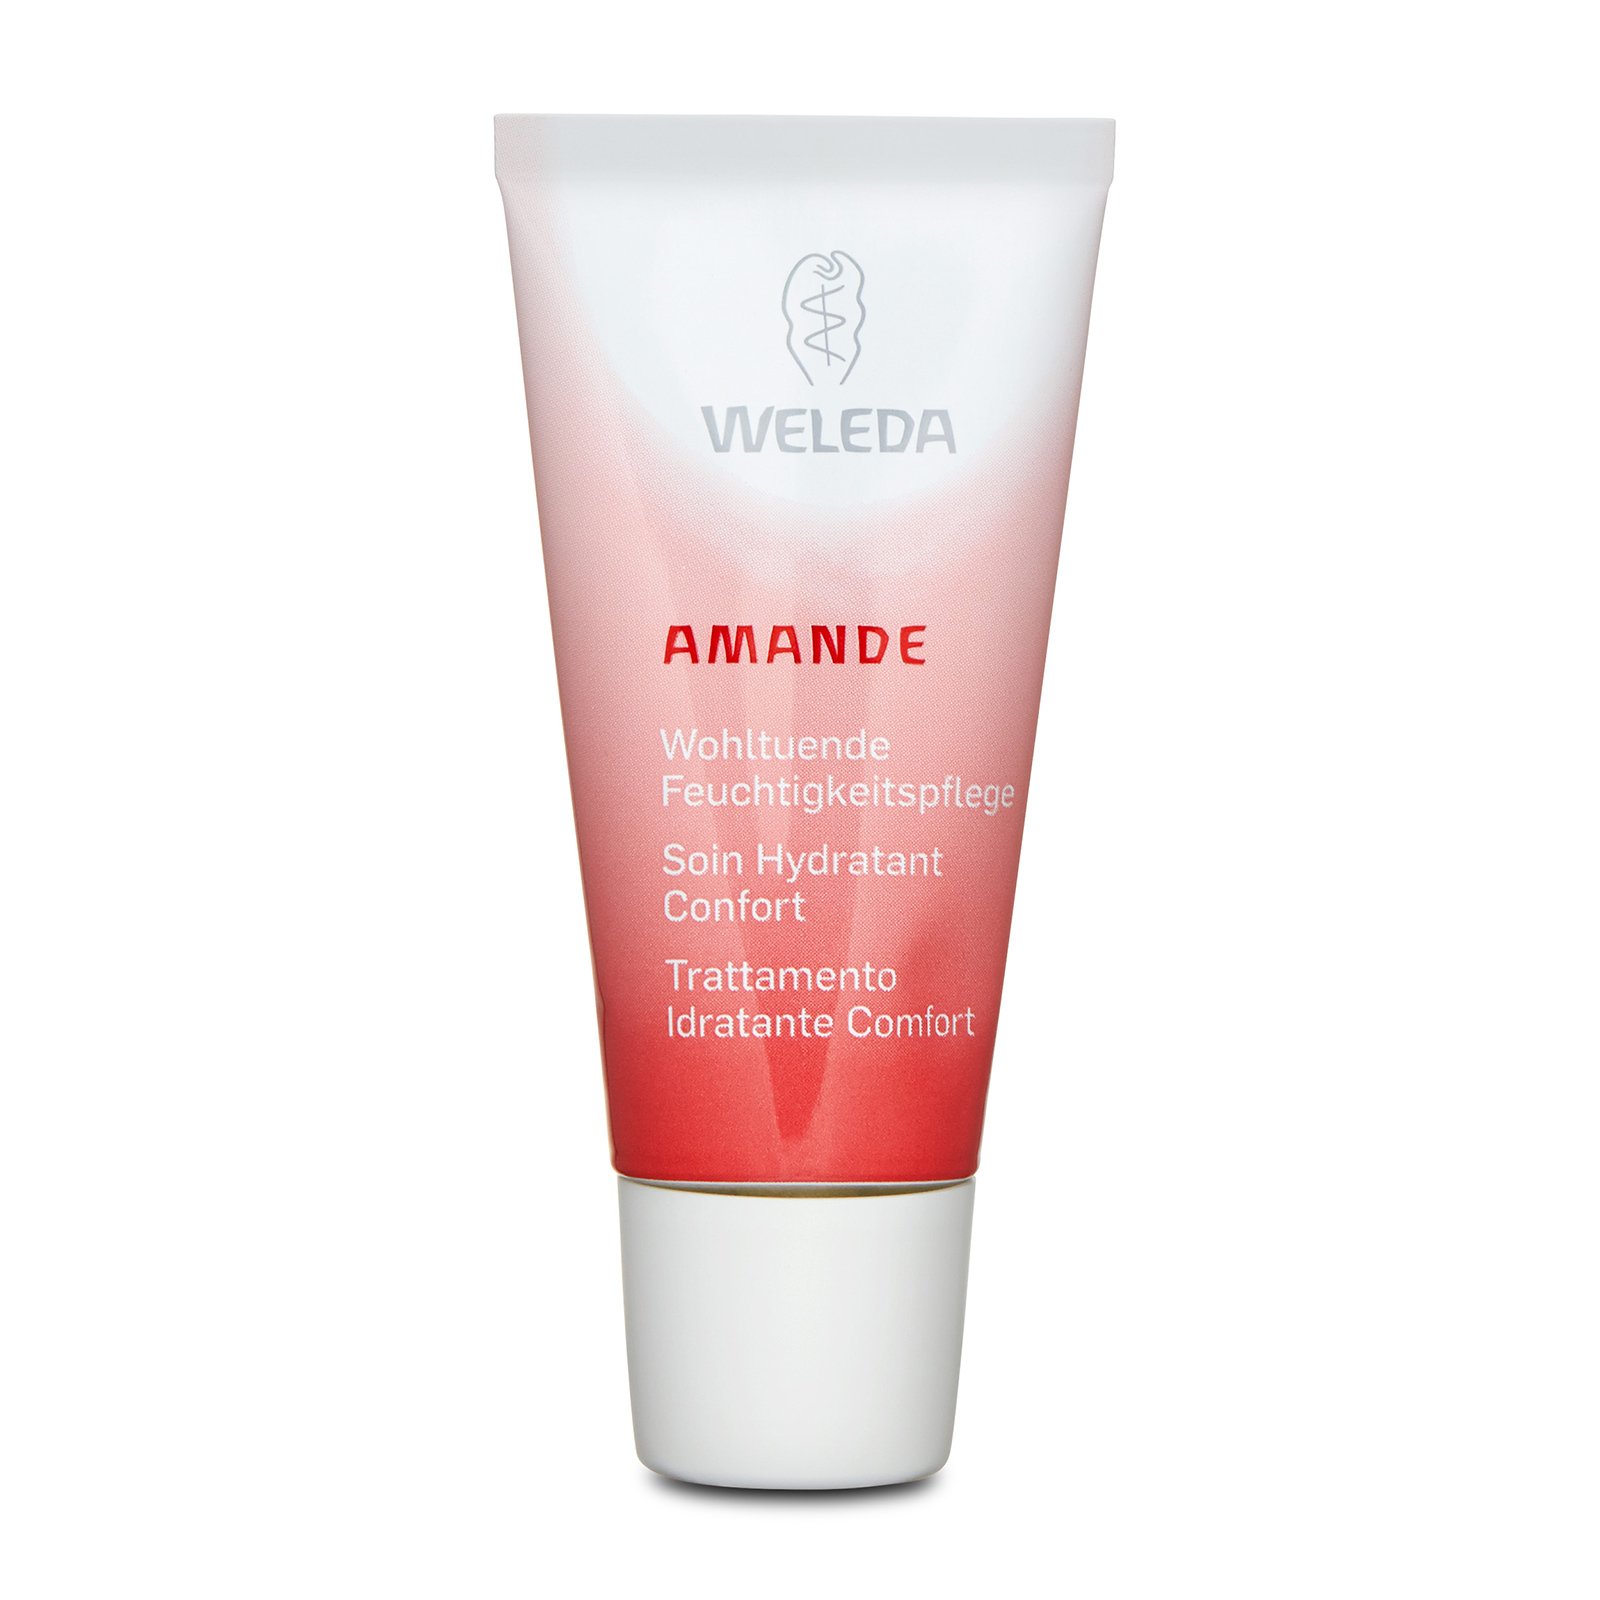 WELEDA
AMANDE
Wohltuende
Feuchtigkeitspflege
Soin Hydratant
Confort
Trattamento
Idratante Comfort